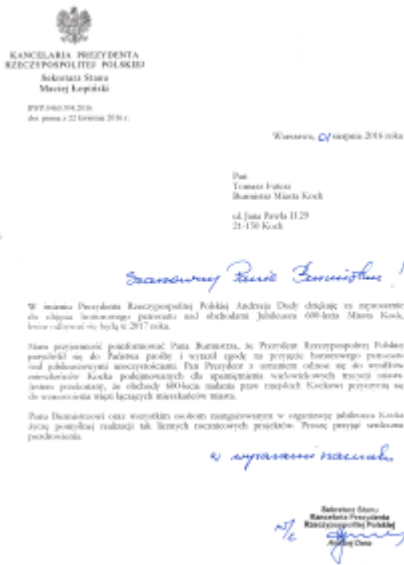 KANCELARIA PREZYDENTA
RZECZYPOSPOLITEJ POLSKIEJ
Sekretarz Stanu
Maciej Łopiński
dot. pisma z 22 kwietnia 2016 r.
Warszawa, 01 sierpnia 2016 roku
Pan
Tomasz Futera
Burmistrz Miasta Kock
ul. Jana Pawła II 29
21-150 Kock
Szanowny Panie Burmistrzu!
W imieniu Prezydenta Rzeczypospolitej Polskiej Andrzeja Dudy dziękuję za zaproszenie
do objęcia honorowego patronatu nad obchodami Jubileuszu 600-lecia Miasta Kock,
które odbywać się będą w 2017 roku.
Mam przyjemność poinformować Pana Burmistrza, że Prezydent Rzeczypospolitej Polskiej
przychylił się do Państwa prośby i wyraził zgodę na przyjęcie honorowego patronatu
nad jubileuszowymi uroczystościami. Pan Prezydent z uznaniem odnosi się do wysiłków
mieszkańców Kocka podejmowanych dla upamiętnienia wielowiekowych tradycji miasta.
Jestem przekonany, że obchody 600-lecia nadania praw miejskich Kockowi przyczynią się
do wzmocnienia więzi łączących mieszkańców miasta.
Panu Burmistrzowi oraz wszystkim osobom zaangażowanym w organizację jubileuszu Kocka
życzę pomyślnej realizacji tak licznych rocznicowych projektów. Proszę przyjąć serdeczne
pozdrowienia.
z wyrazami szacunku
Sekretarz Stanu
Kancelaria Prezydenta
Rzeczypospolitej Polskiej